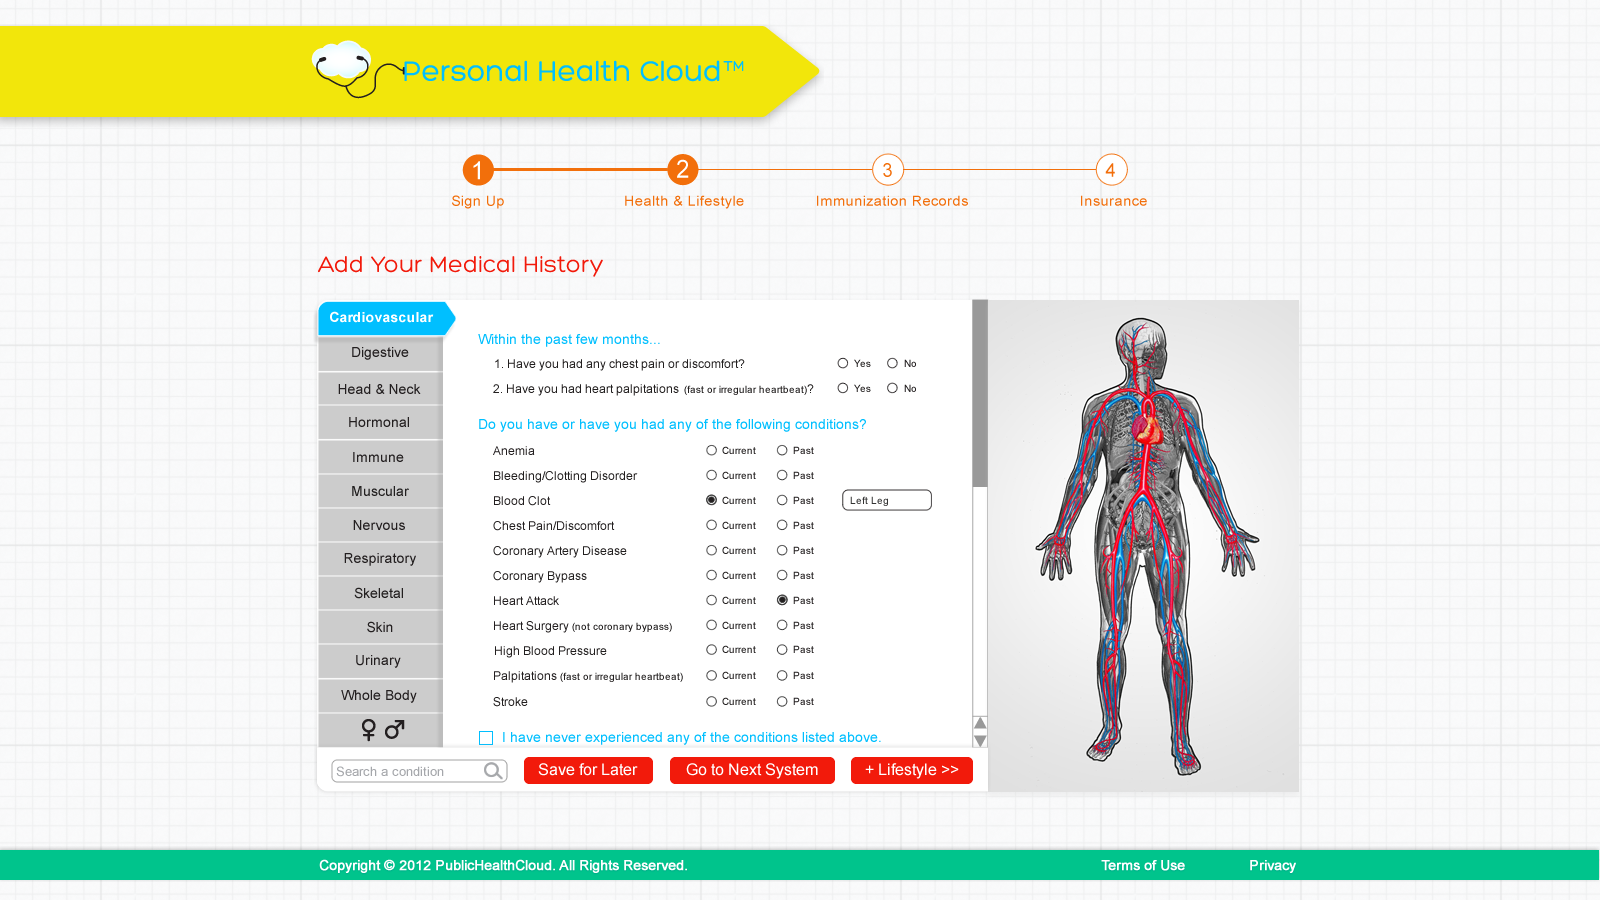 Personal Health Cloud™
1 2 3 4
Sign Up Health & Lifestyle Immunization Records Insurance
Add Your Medical History
Cardiovascular
Digestive
Head & Neck
Hormonal
Immune
Muscular
Nervous
Respiratory
Skeletal
Skin
Urinary
Whole Body
♀ ♂
Within the past few months...
1. Have you had any chest pain or discomfort? Yes No
2. Have you had heart palpitations (fast or irregular heartbeat)? Yes No
Do you have or have you had any of the following conditions?
Anemia Current Past
Bleeding/Clotting Disorder Current Past
Blood Clot Current Past Left Leg
Chest Pain/Discomfort Current Past
Coronary Artery Disease Current Past
Coronary Bypass Current Past
Heart Attack Current Past
Heart Surgery (not coronary bypass) Current Past
High Blood Pressure Current Past
Palpitations (fast or irregular heartbeat) Current Past
Stroke Current Past
I have never experienced any of the conditions listed above.
Search a condition Save for Later Go to Next System + Lifestyle >>
Copyright © 2012 PublicHealthCloud. All Rights Reserved. Terms of Use Privacy